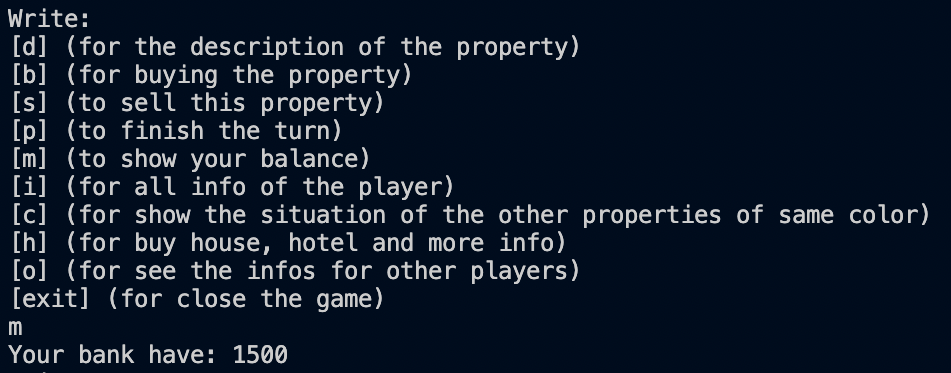 Write:
[d] (for the description of the property)
[b] (for buying the property)
[s] (to sell this property)
[p] (to finish the turn)
[m] (to show your balance)
[i] (for all info of the player)
[c] (for show the situation of the other properties of same color)
[h] (for buy house, hotel and more info)
[o] (for see the infos for other players)
[exit] (for close the game)
m
Your bank have: 1500